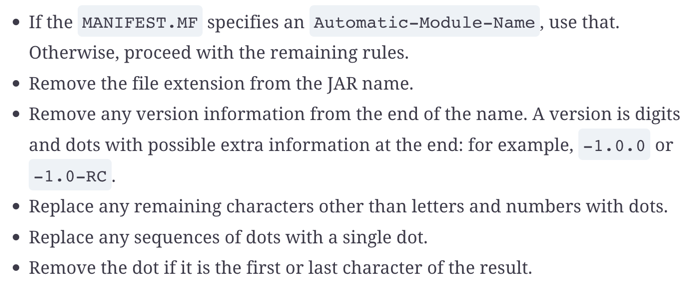 • If the MANIFEST.MF specifies an Automatic-Module-Name, use that.
Otherwise, proceed with the remaining rules.
• Remove the file extension from the JAR name.
• Remove any version information from the end of the name. A version is digits
and dots with possible extra information at the end: for example, -1.0.0 or
-1.0-RC.
• Replace any remaining characters other than letters and numbers with dots.
• Replace any sequences of dots with a single dot.
• Remove the dot if it is the first or last character of the result.